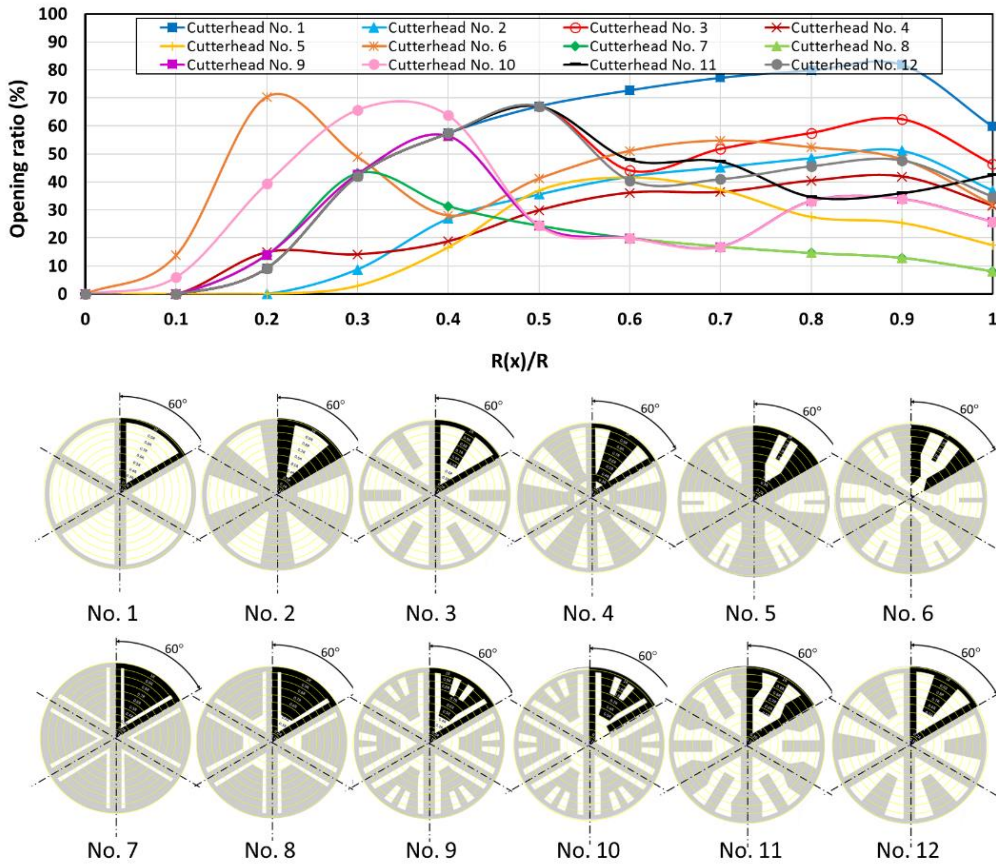 100
90
80
70
60
50
40
30
20
10
0
Opening ratio (%)
Cutterhead No. 1 Cutterhead No. 2 Cutterhead No. 3 Cutterhead No. 4
Cutterhead No. 5 Cutterhead No. 6 Cutterhead No. 7 Cutterhead No. 8
Cutterhead No. 9 Cutterhead No. 10 Cutterhead No. 11 Cutterhead No. 12
0 0.1 0.2 0.3 0.4 0.5 0.6 0.7 0.8 0.9 1
R(x)/R
60° 60° 60° 60° 60° 60°
No. 1 No. 2 No. 3 No. 4 No. 5 No. 6
60° 60° 60° 60° 60° 60°
No. 7 No. 8 No. 9 No. 10 No. 11 No. 12